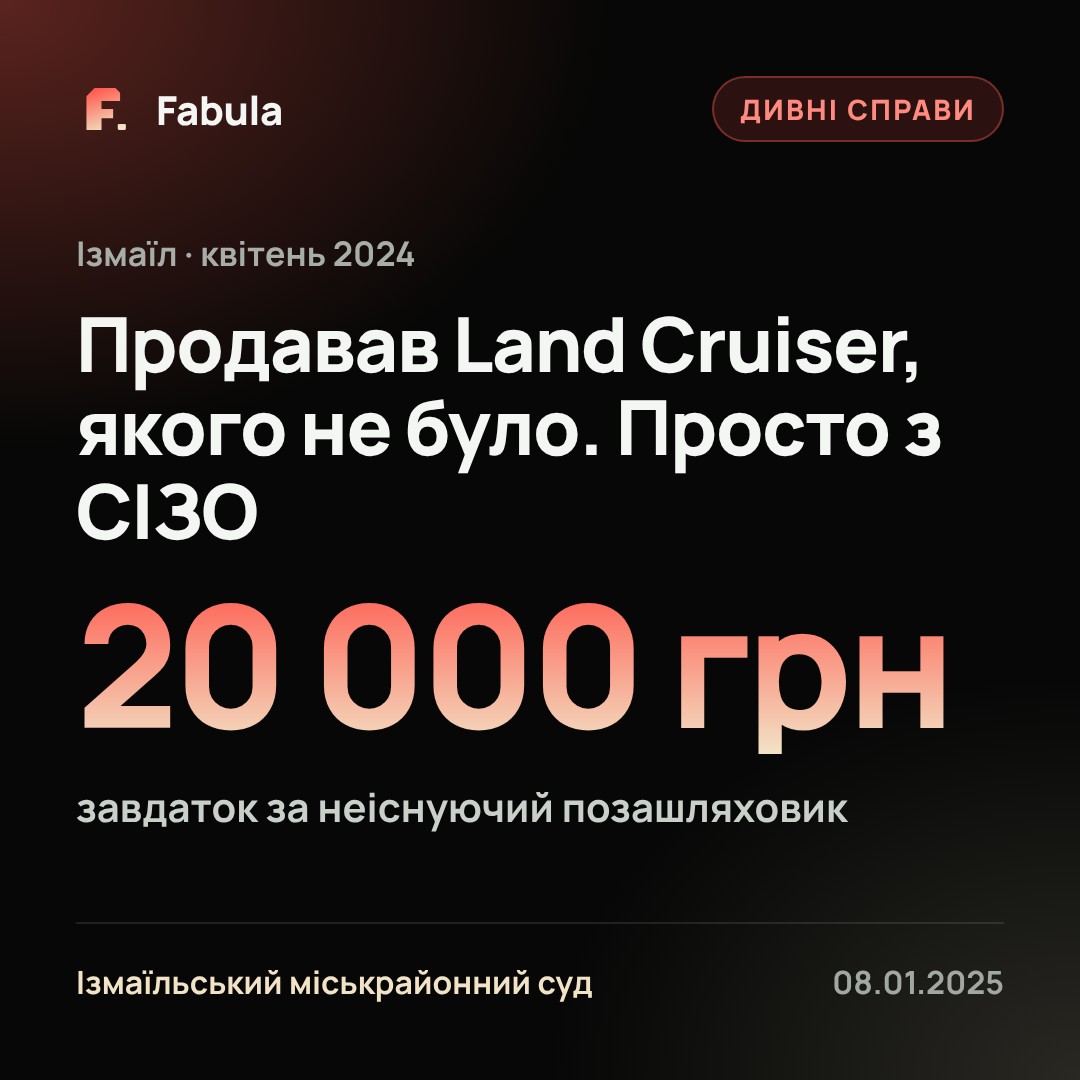 F. Fabula
ДИВНІ СПРАВИ
Ізмаїл · квітень 2024
Продавав Land Cruiser,
якого не було. Просто з
СІЗО
20 000 грн
завдаток за неіснуючий позашляховик
Ізмаїльський міськрайонний суд
08.01.2025